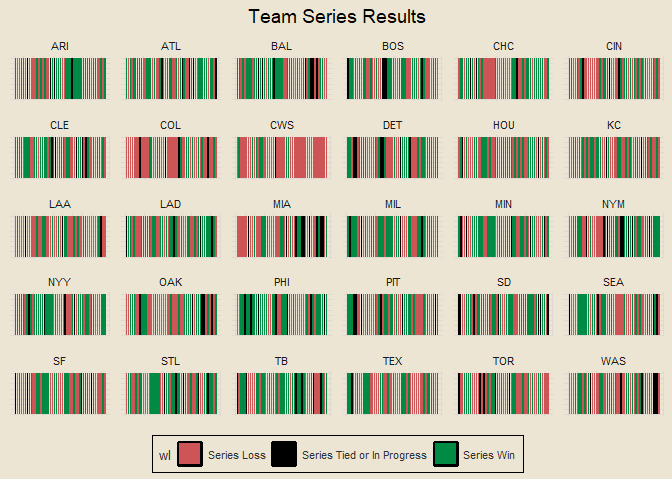 Team Series Results
ARI ATL BAL BOS CHC CIN
CLE COL CWS DET HOU KC
LAA LAD MIA MIL MIN NYM
NYY OAK PHI PIT SD SEA
SF STL TB TEX TOR WAS
wl Series Loss Series Tied or In Progress Series Win